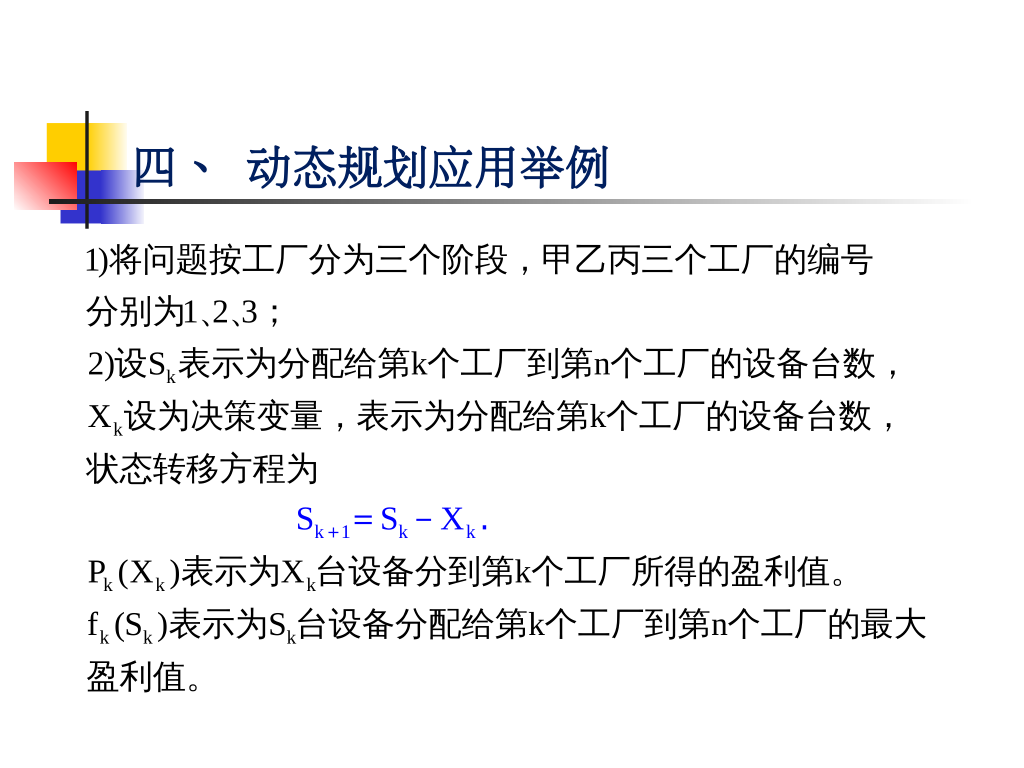 四、 动态规划应用举例
1)将问题按工厂分为三个阶段，甲乙丙三个工厂的编号
分别为1、2、3；
2)设Sk表示为分配给第k个工厂到第n个工厂的设备台数，
Xk设为决策变量，表示为分配给第k个工厂的设备台数，
状态转移方程为
Sk+1＝Sk－Xk.
Pk(Xk)表示为Xk台设备分到第k个工厂所得的盈利值。
fk(Sk)表示为Sk台设备分配给第k个工厂到第n个工厂的最大
盈利值。